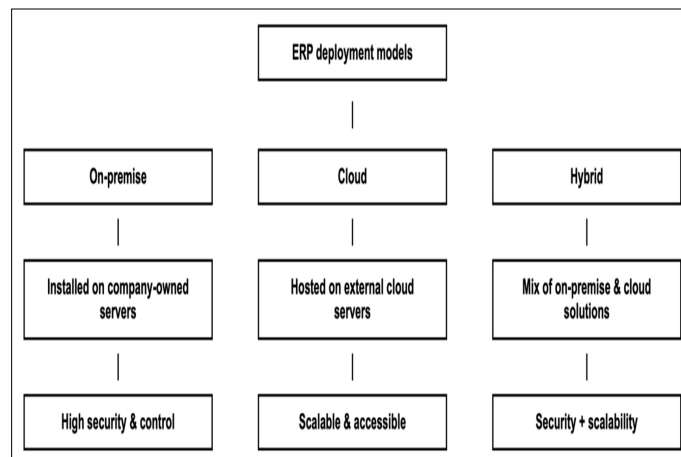 ERP deployment models
On-premise
Cloud
Hybrid
Installed on company-owned
servers
Hosted on external cloud
servers
Mix of on-premise & cloud
solutions
High security & control
Scalable & accessible
Security + scalability